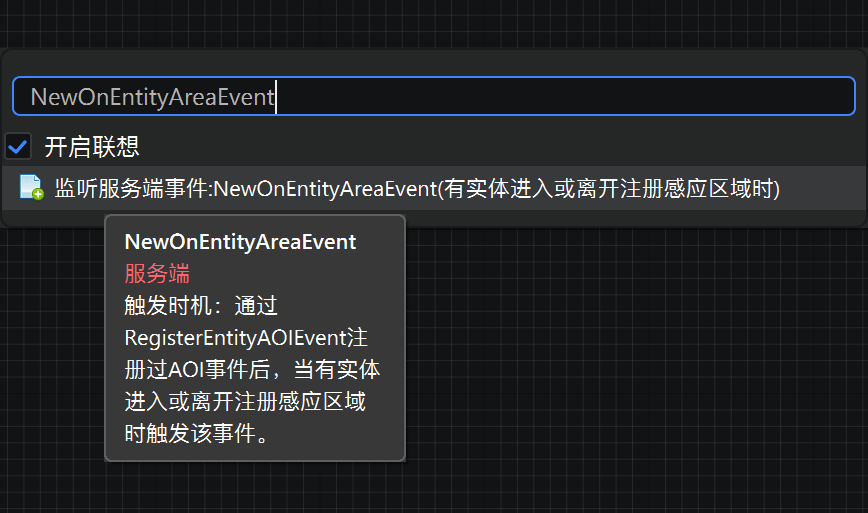 NewOnEntityAreaEvent
开启联想
监听服务端事件:NewOnEntityAreaEvent(有实体进入或离开注册感应区域时)
NewOnEntityAreaEvent
服务端
触发时机：通过
RegisterEntityAOIEvent注
册过AOI事件后，当有实体
进入或离开注册感应区域
时触发该事件。